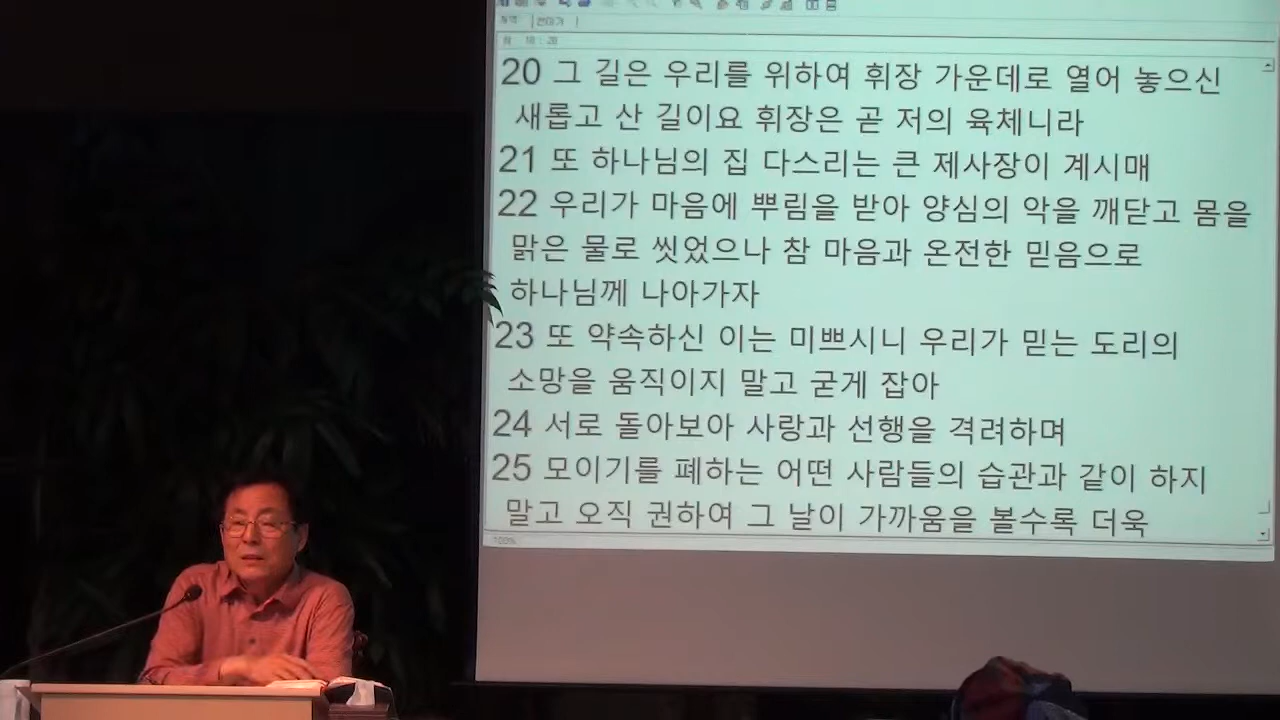 20 그 길은 우리를 위하여 휘장 가운데로 열어 놓으신
새롭고 산 길이요 휘장은 곧 저의 육체니라
21 또 하나님의 집 다스리는 큰 제사장이 계시매
22 우리가 마음에 뿌림을 받아 양심의 악을 깨닫고 몸을
맑은 물로 씻었으나 참 마음과 온전한 믿음으로
하나님께 나아가자
23 또 약속하신 이는 미쁘시니 우리가 믿는 도리의
소망을 움직이지 말고 굳게 잡아
24 서로 돌아보아 사랑과 선행을 격려하며
25 모이기를 폐하는 어떤 사람들의 습관과 같이 하지
말고 오직 권하여 그 날이 가까움을 볼수록 더욱
100%